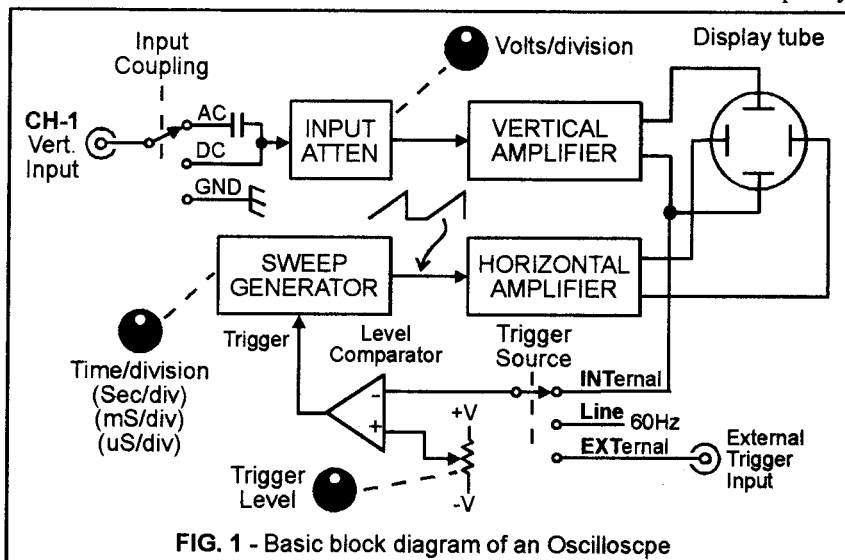 Input
Coupling
Volts/division
Display tube
CH-1
Vert.
Input
AC
DC
GND
INPUT
ATTEN
VERTICAL
AMPLIFIER
SWEEP
GENERATOR
HORIZONTAL
AMPLIFIER
Trigger
Level
Comparator
Trigger
Source
Time/division
(Sec/div)
(mS/div)
(uS/div)
-
+
+V
-V
INTernal
Line 60Hz
EXTernal
External
Trigger
Input
Trigger
Level
FIG. 1 - Basic block diagram of an Oscilloscpe